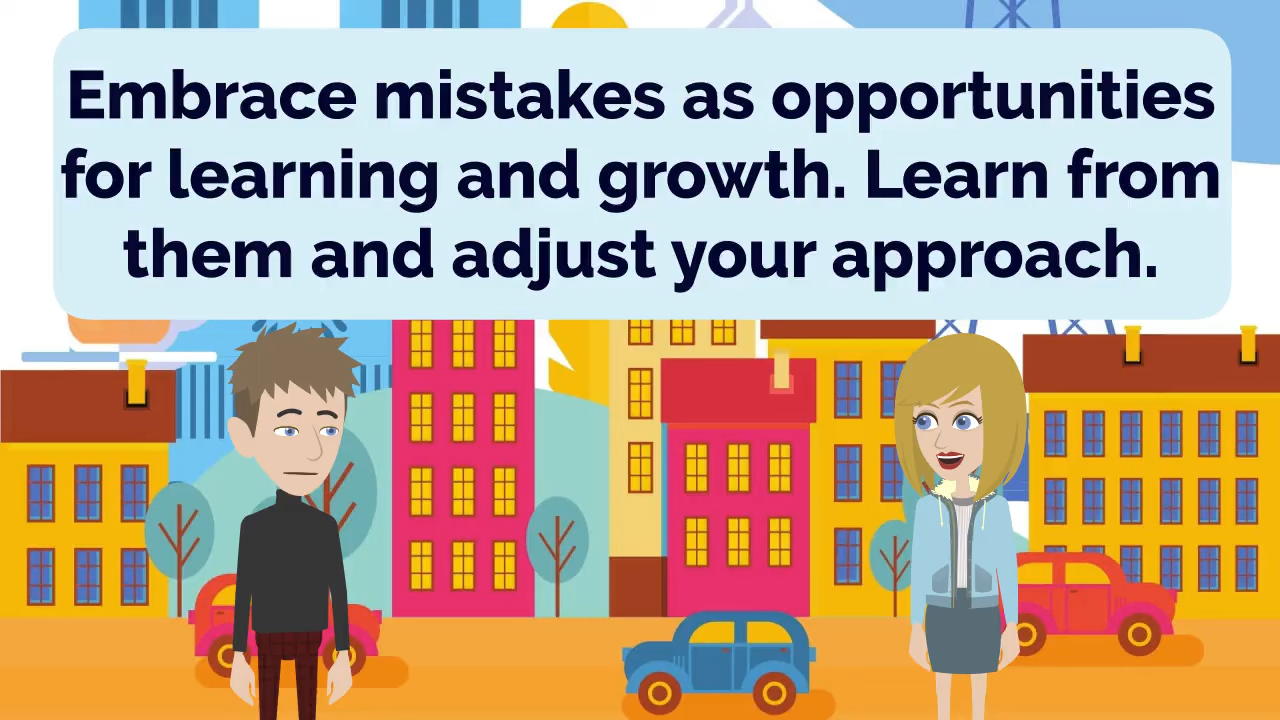 Embrace mistakes as opportunities
for learning and growth. Learn from
them and adjust your approach.